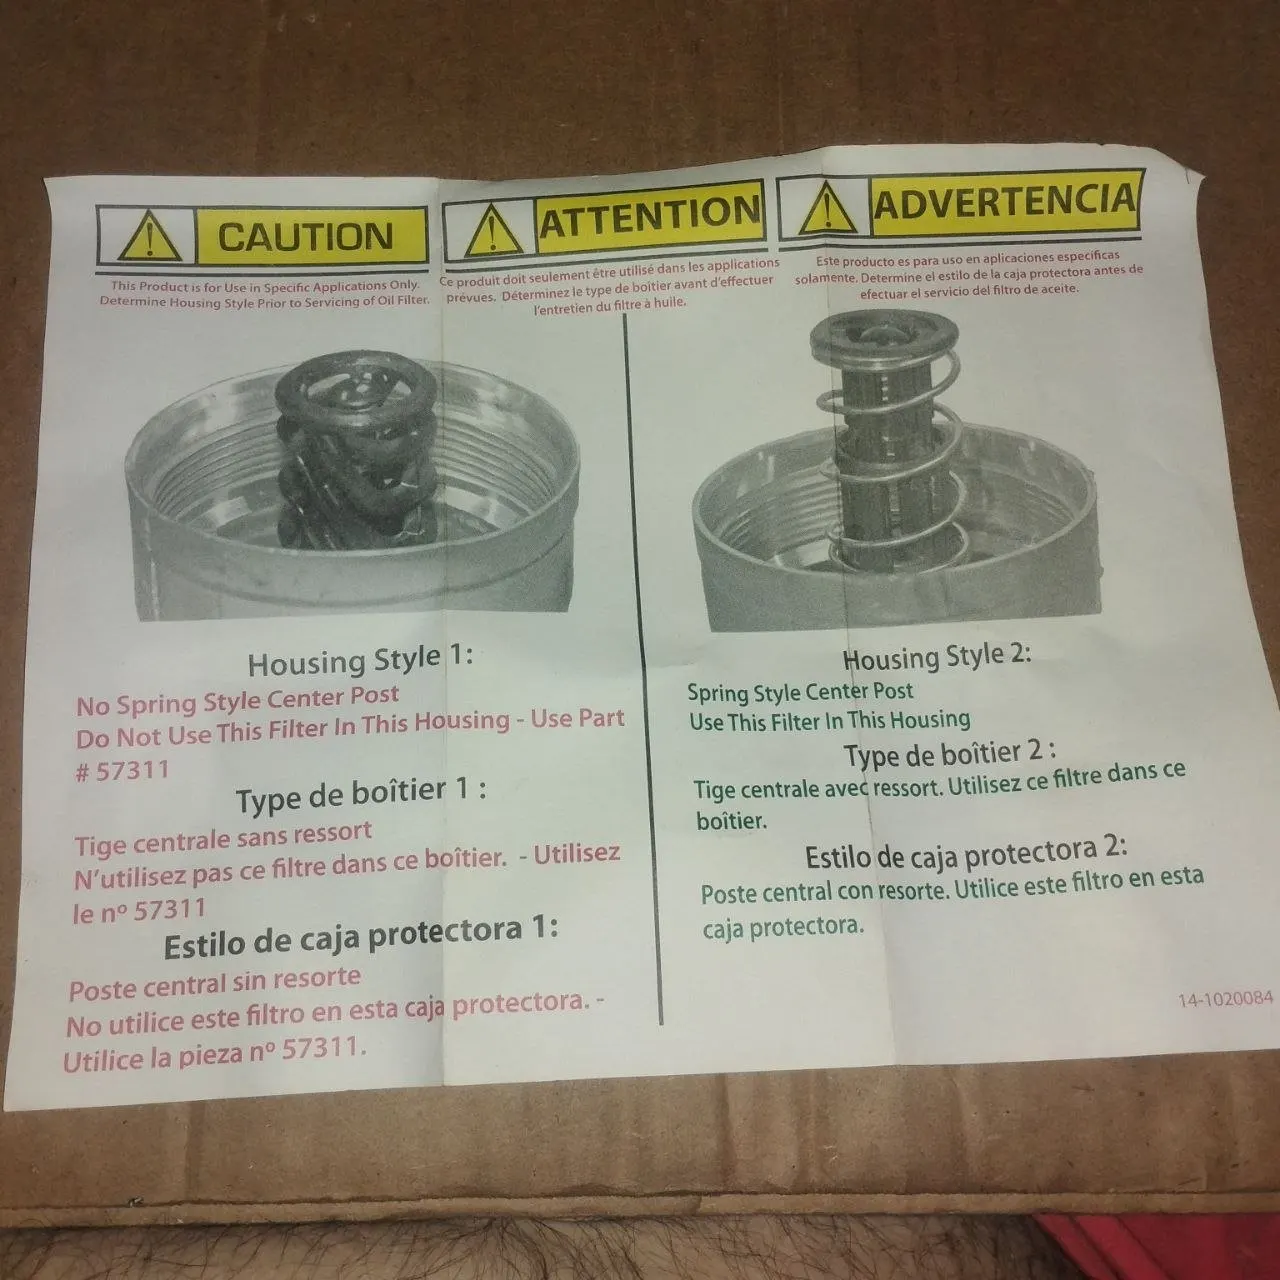 CAUTION
This Product is for Use in Specific Applications Only.
Determine Housing Style Prior to Servicing of Oil Filter.
ATTENTION
Ce produit doit seulement être utilisé dans les applications
prévues. Déterminez le type de boîtier avant d'effectuer
l'entretien du filtre à huile.
ADVERTENCIA
Este producto es para uso en aplicaciones especificas
solamente. Determine el estilo de la caja protectora antes de
efectuar el servicio del filtro de aceite.
Housing Style 1:
No Spring Style Center Post
Do Not Use This Filter In This Housing - Use Part
# 57311
Type de boîtier 1 :
Tige centrale sans ressort
N'utilisez pas ce filtre dans ce boîtier. - Utilisez
le nº 57311
Estilo de caja protectora 1:
Poste central sin resorte
No utilice este filtro en esta caja protectora. -
Utilice la pieza nº 57311.
Housing Style 2:
Spring Style Center Post
Use This Filter In This Housing
Type de boîtier 2 :
Tige centrale avec ressort. Utilisez ce filtre dans ce
boîtier.
Estilo de caja protectora 2:
Poste central con resorte. Utilice este filtro en esta
caja protectora.
14-1020084